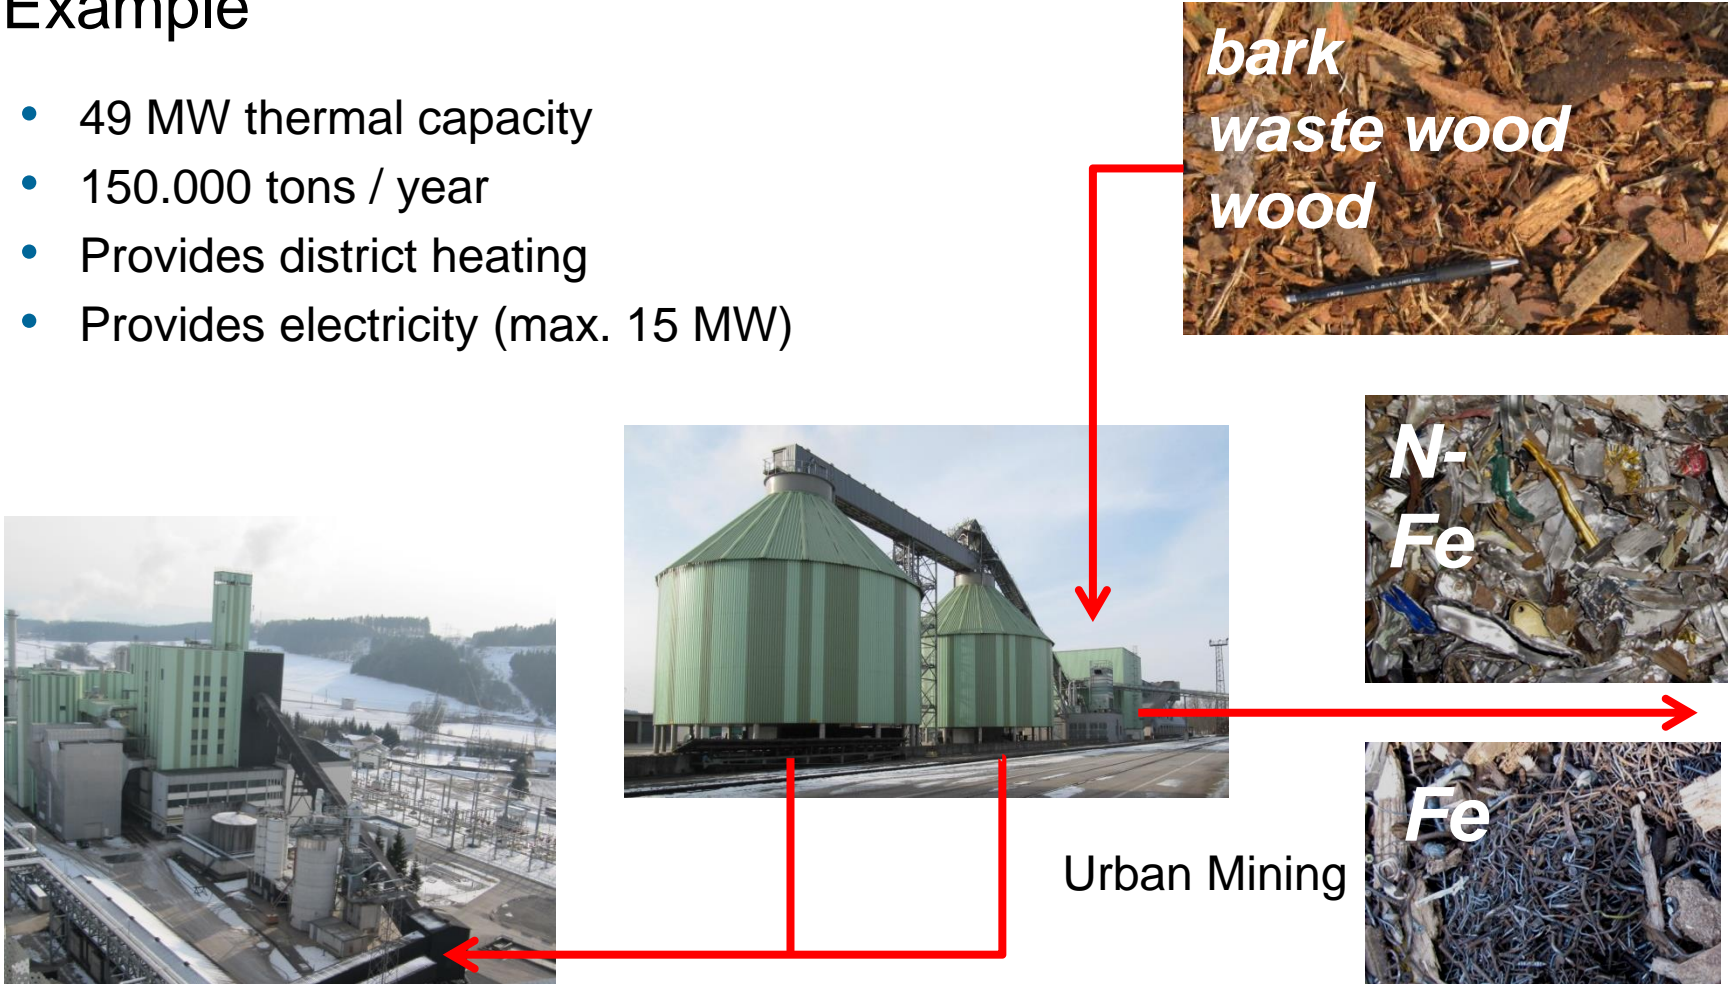 Example
• 49 MW thermal capacity
• 150.000 tons / year
• Provides district heating
• Provides electricity (max. 15 MW)
bark
waste wood
wood
N-
Fe
Fe
Urban Mining